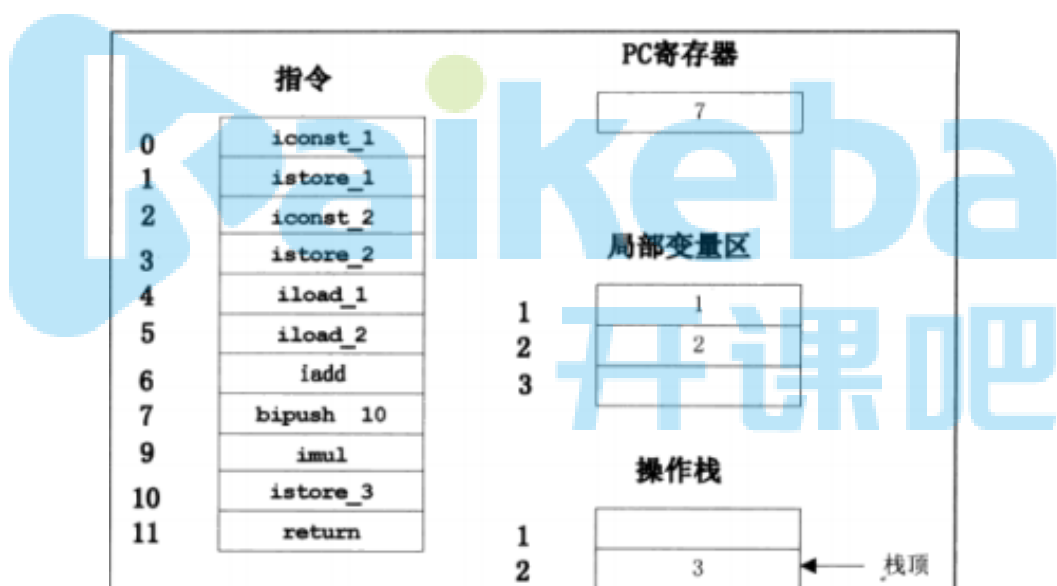 指令
0 iconst_1
1 istore_1
2 iconst_2
3 istore_2
4 iload_1
5 iload_2
6 iadd
7 bipush 10
9 imul
10 istore_3
11 return
PC寄存器
7
局部变量区
1 1
2 2
3
操作栈
1
2 3 栈顶
Kaikeba
开课吧